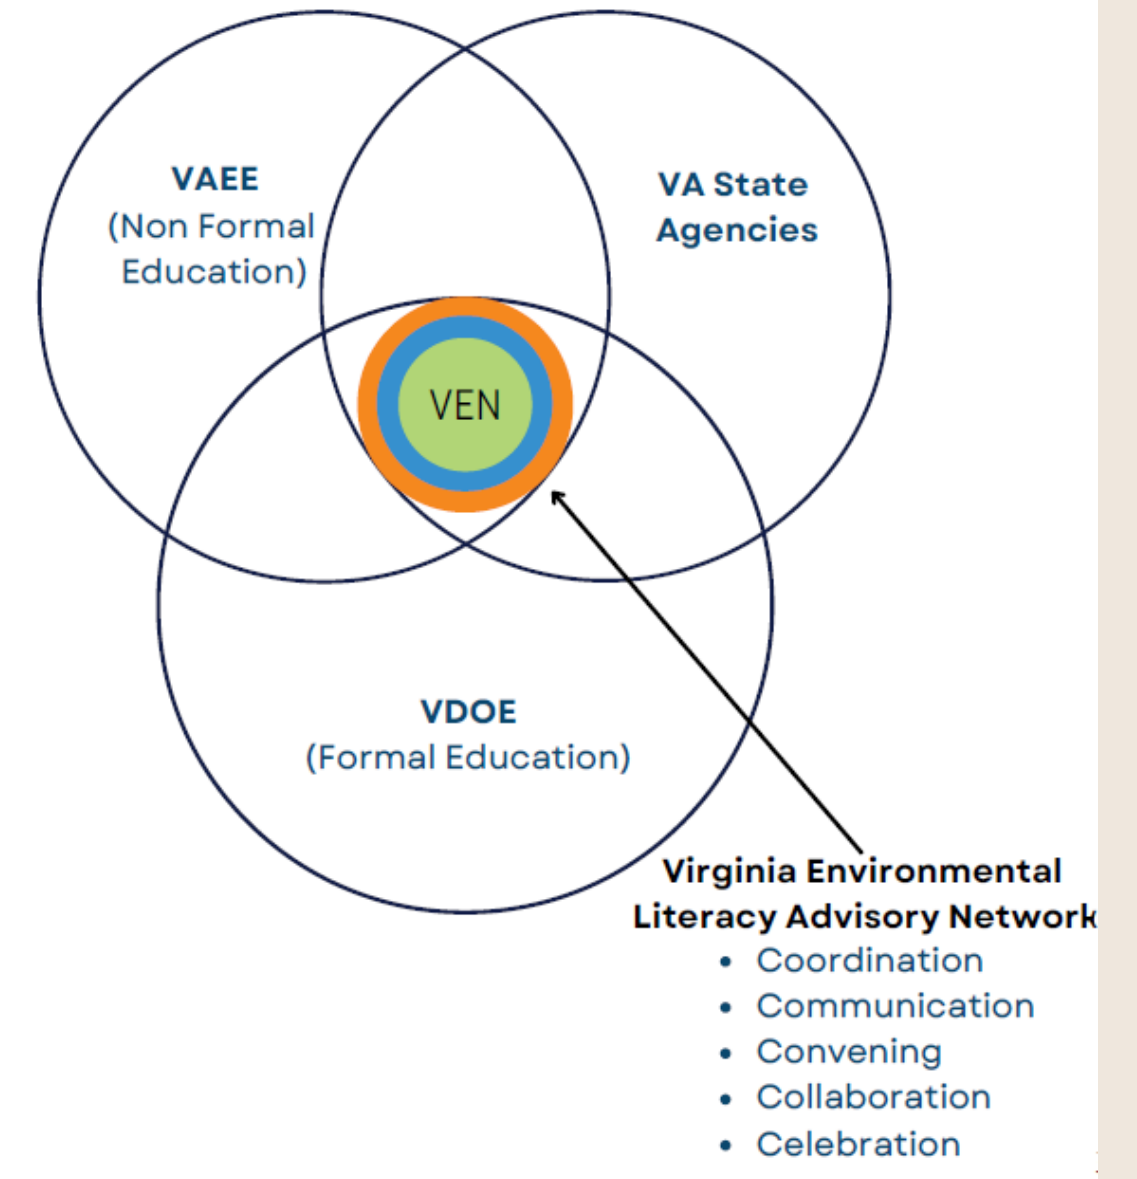 VAEE
(Non Formal
Education)
VA State
Agencies
VEN
VDOE
(Formal Education)
Virginia Environmental
Literacy Advisory Network
• Coordination
• Communication
• Convening
• Collaboration
• Celebration